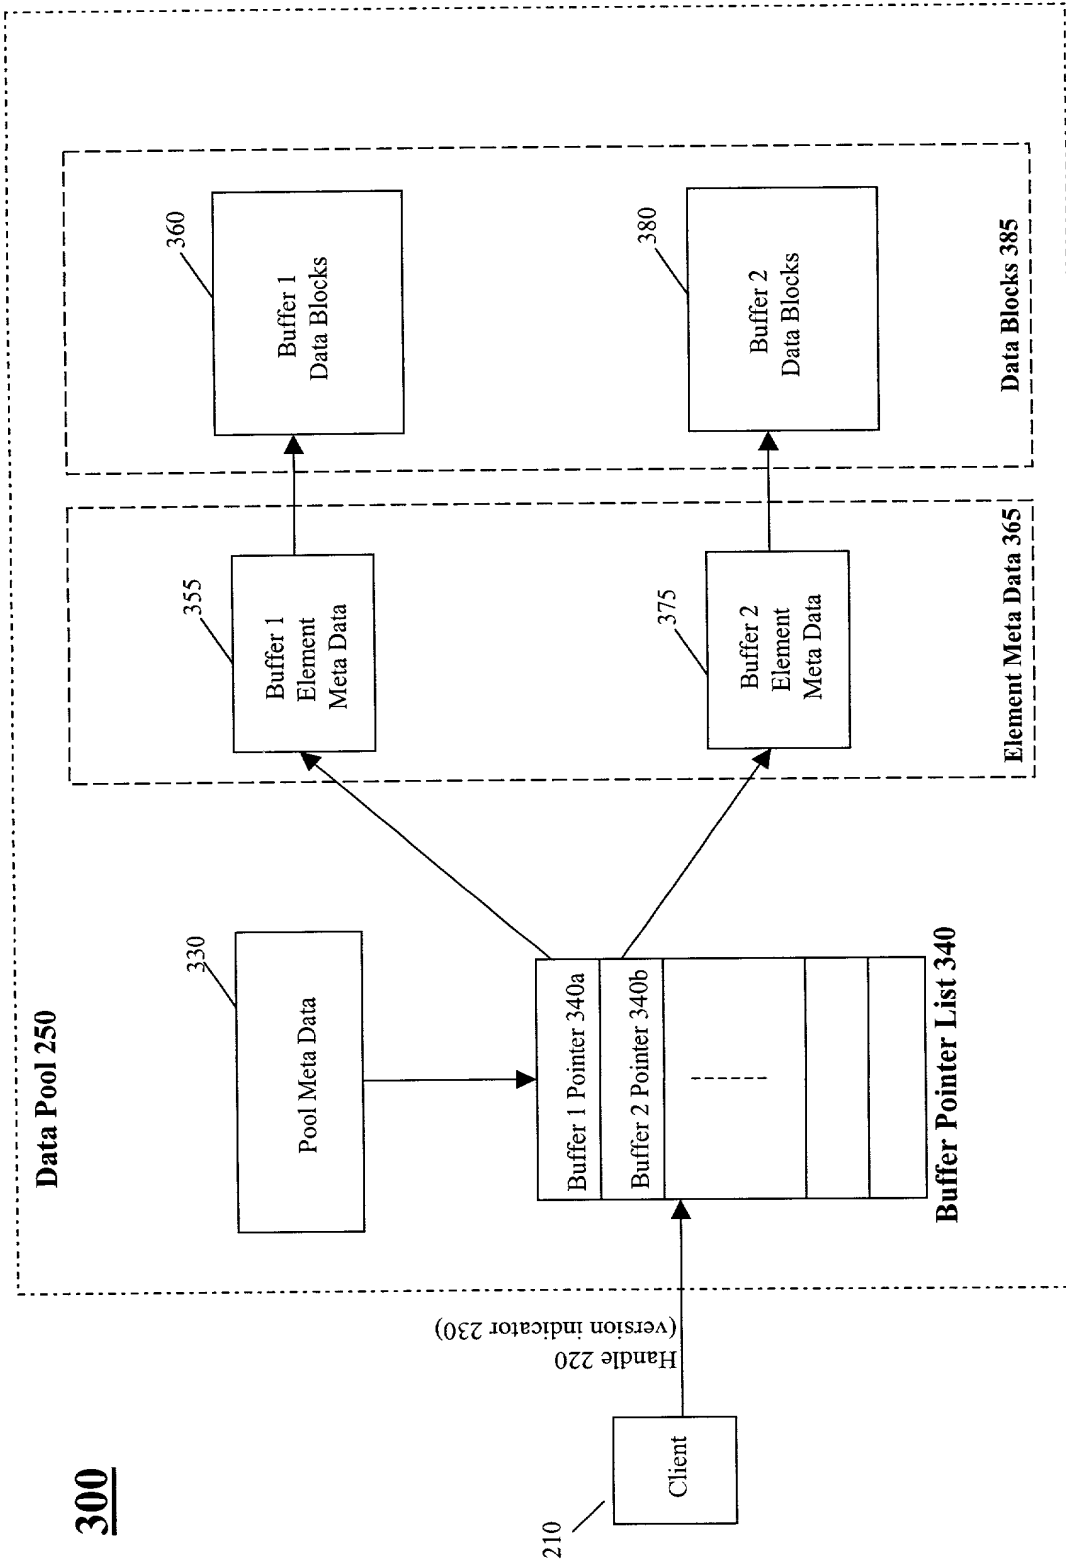 300
Data Pool 250
330
Pool Meta Data
355
Buffer 1
Element
Meta Data
360
Buffer 1
Data Blocks
210
Client
Handle 220
(version indicator 230)
Buffer 1 Pointer 340a
Buffer 2 Pointer 340b
Buffer Pointer List 340
375
Buffer 2
Element
Meta Data
380
Buffer 2
Data Blocks
Element Meta Data 365
Data Blocks 385